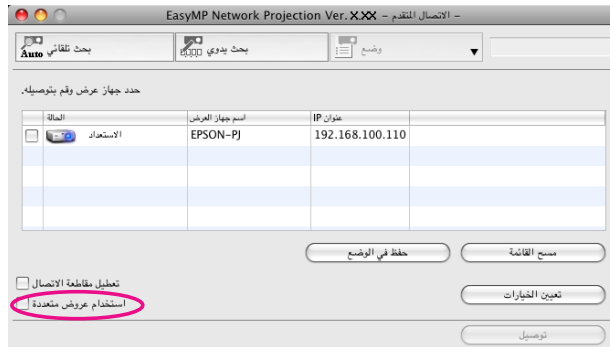 EasyMP Network Projection Ver. X.XX – الاتصال المتقدم –
Auto بحث تلقائي
بحث يدوي
وضع
حدد جهاز عرض وقم بتوصيله.
الحالة
اسم جهاز العرض
عنوان IP
الاستعداد
EPSON-PJ
192.168.100.110
حفظ في الوضع
مسح القائمة
تعطيل مقاطعة الاتصال
استخدام عروض متعددة
تعيين الخيارات
توصيل